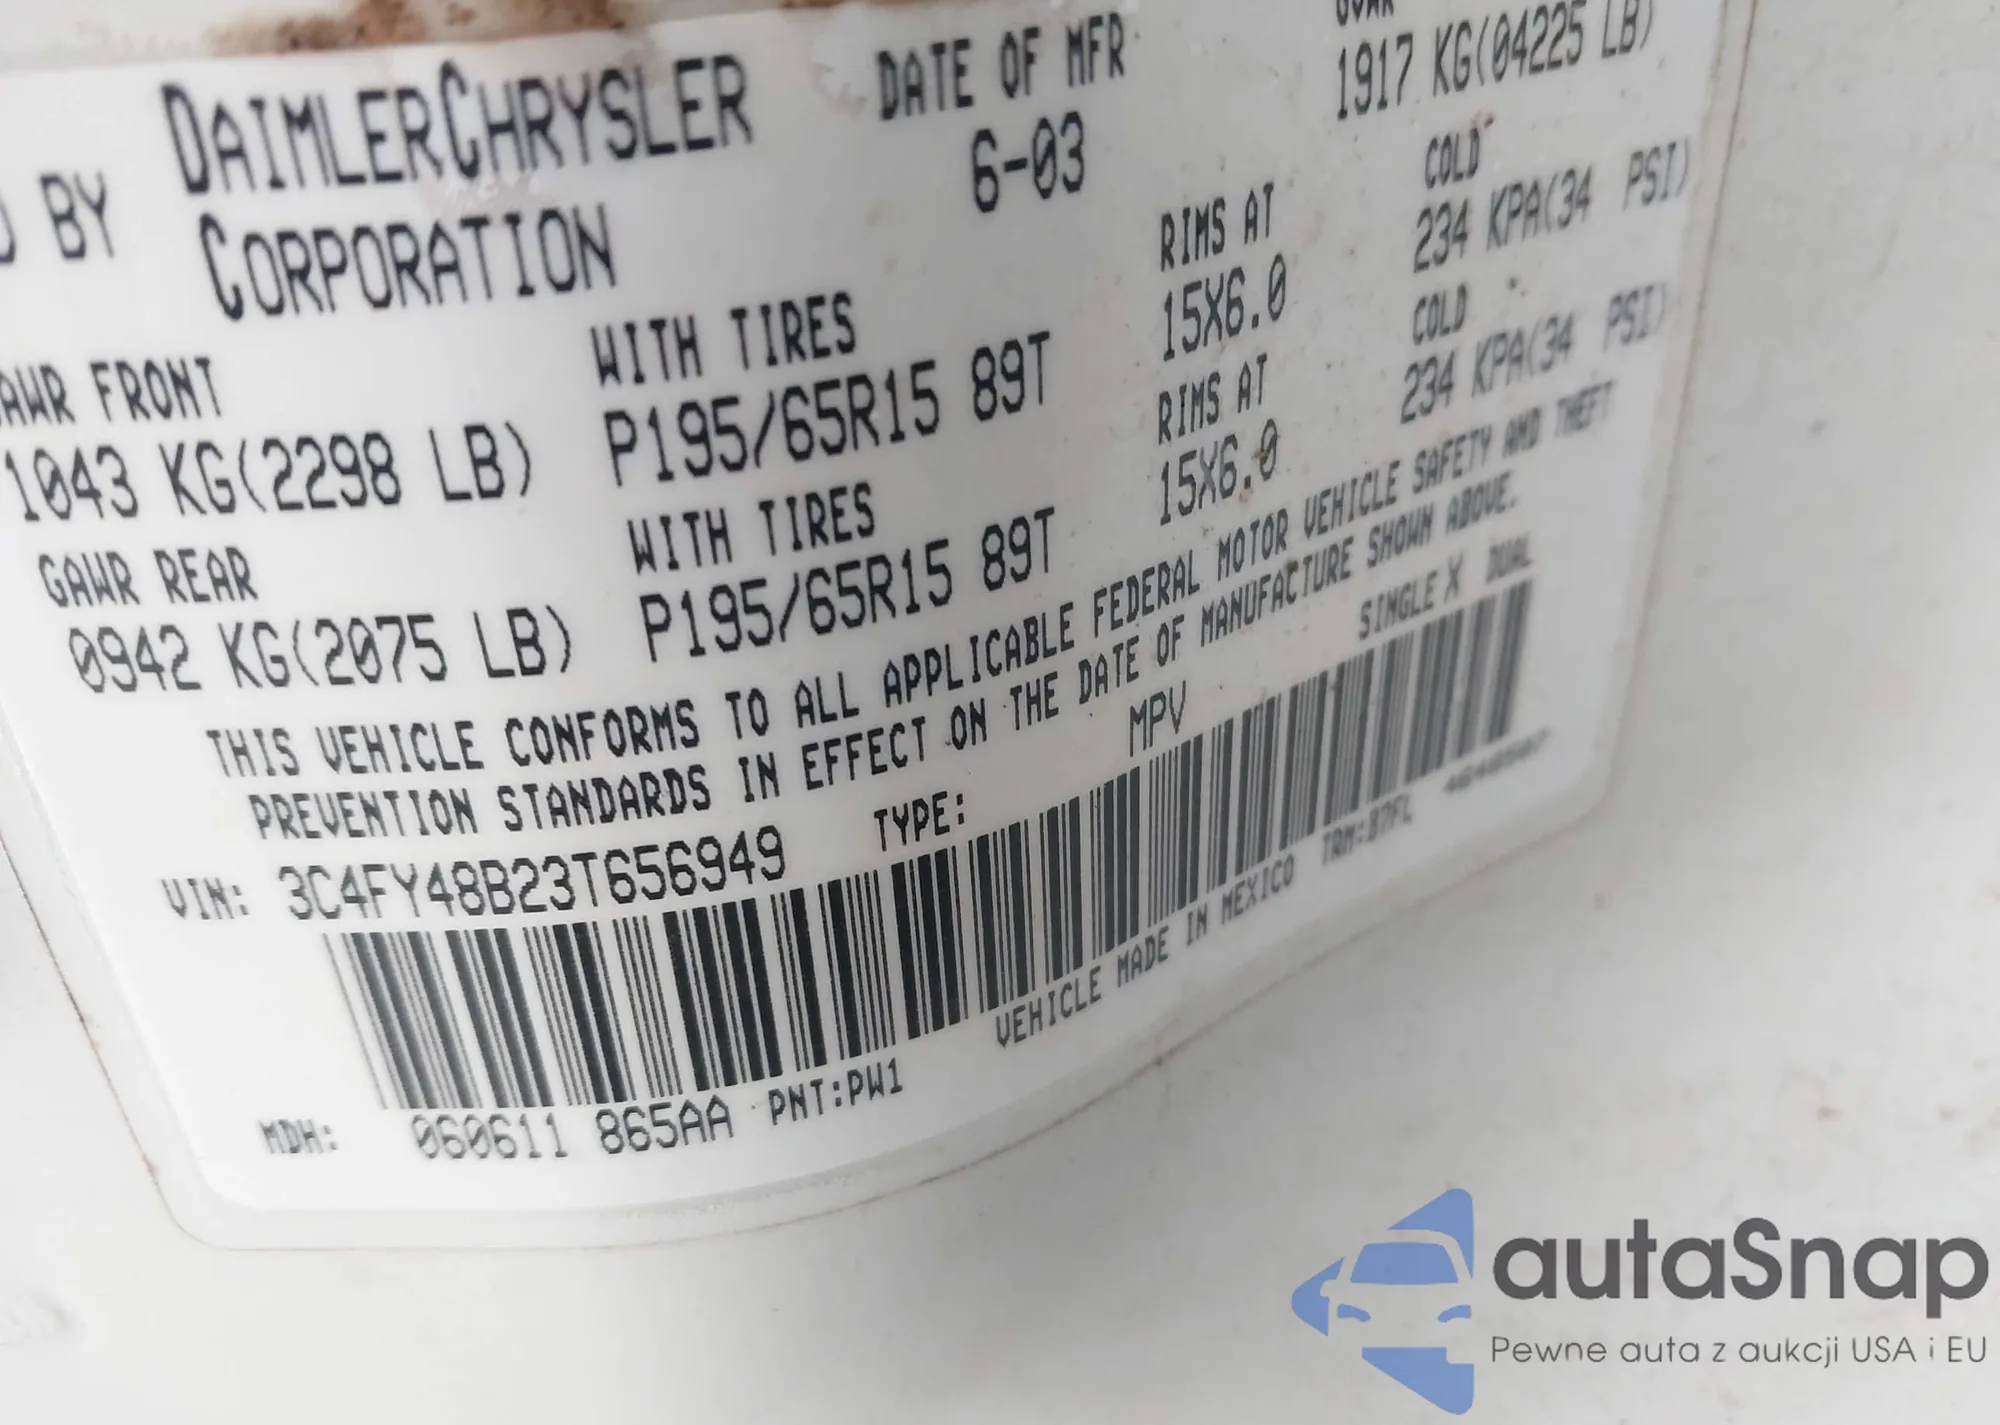 BY DAIMLERCHRYSLER CORPORATION
DATE OF MFR
6-03
GVWR
1917 KG(04225 LB)
GAWR FRONT
1043 KG(2298 LB)
WITH TIRES
P195/65R15 89T
RIMS AT
15X6.0
COLD
234 KPA(34 PSI)
GAWR REAR
0942 KG(2075 LB)
WITH TIRES
P195/65R15 89T
RIMS AT
15X6.0
COLD
234 KPA(34 PSI)
THIS VEHICLE CONFORMS TO ALL APPLICABLE FEDERAL MOTOR VEHICLE SAFETY AND THEFT
PREVENTION STANDARDS IN EFFECT ON THE DATE OF MANUFACTURE SHOWN ABOVE.
VIN: 3C4FY48B23T656949 TYPE: MPV SINGLE X DUAL
MDH: 060611 865AA PNT:PW1 VEHICLE MADE IN MEXICO TRM:B7FL
autaSnap
Pewne auta z aukcji USA i EU